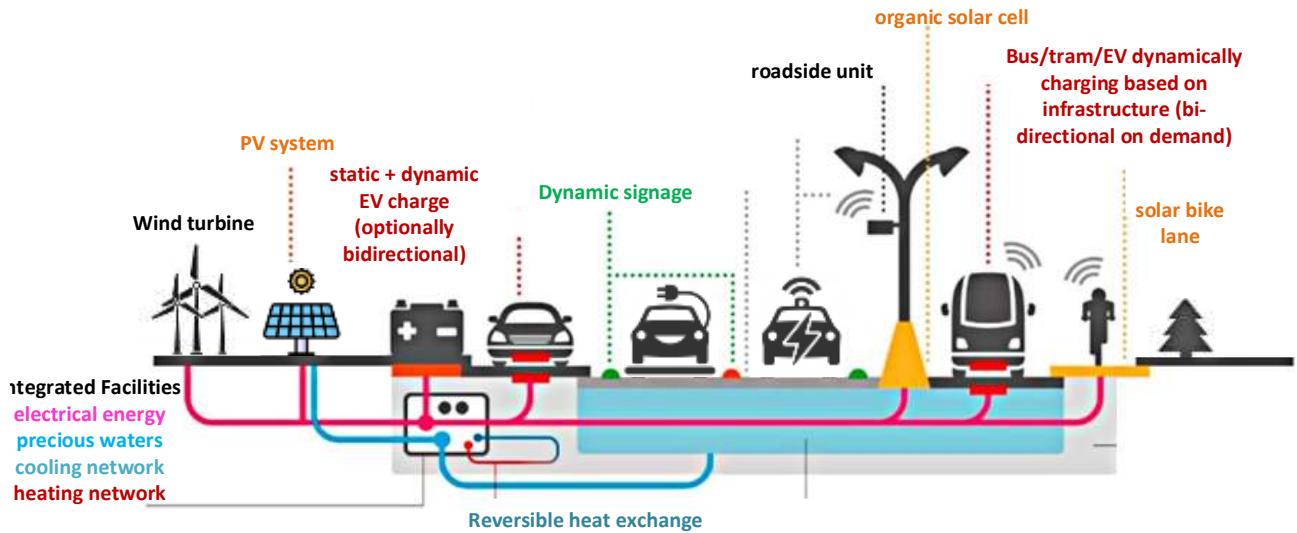 organic solar cell
Bus/tram/EV dynamically
charging based on
infrastructure (bi-
directional on demand)
roadside unit
PV system
static + dynamic
EV charge
(optionally
bidirectional)
Dynamic signage
solar bike
lane
Wind turbine
ntegrated Facilities
electrical energy
precious waters
cooling network
heating network
Reversible heat exchange